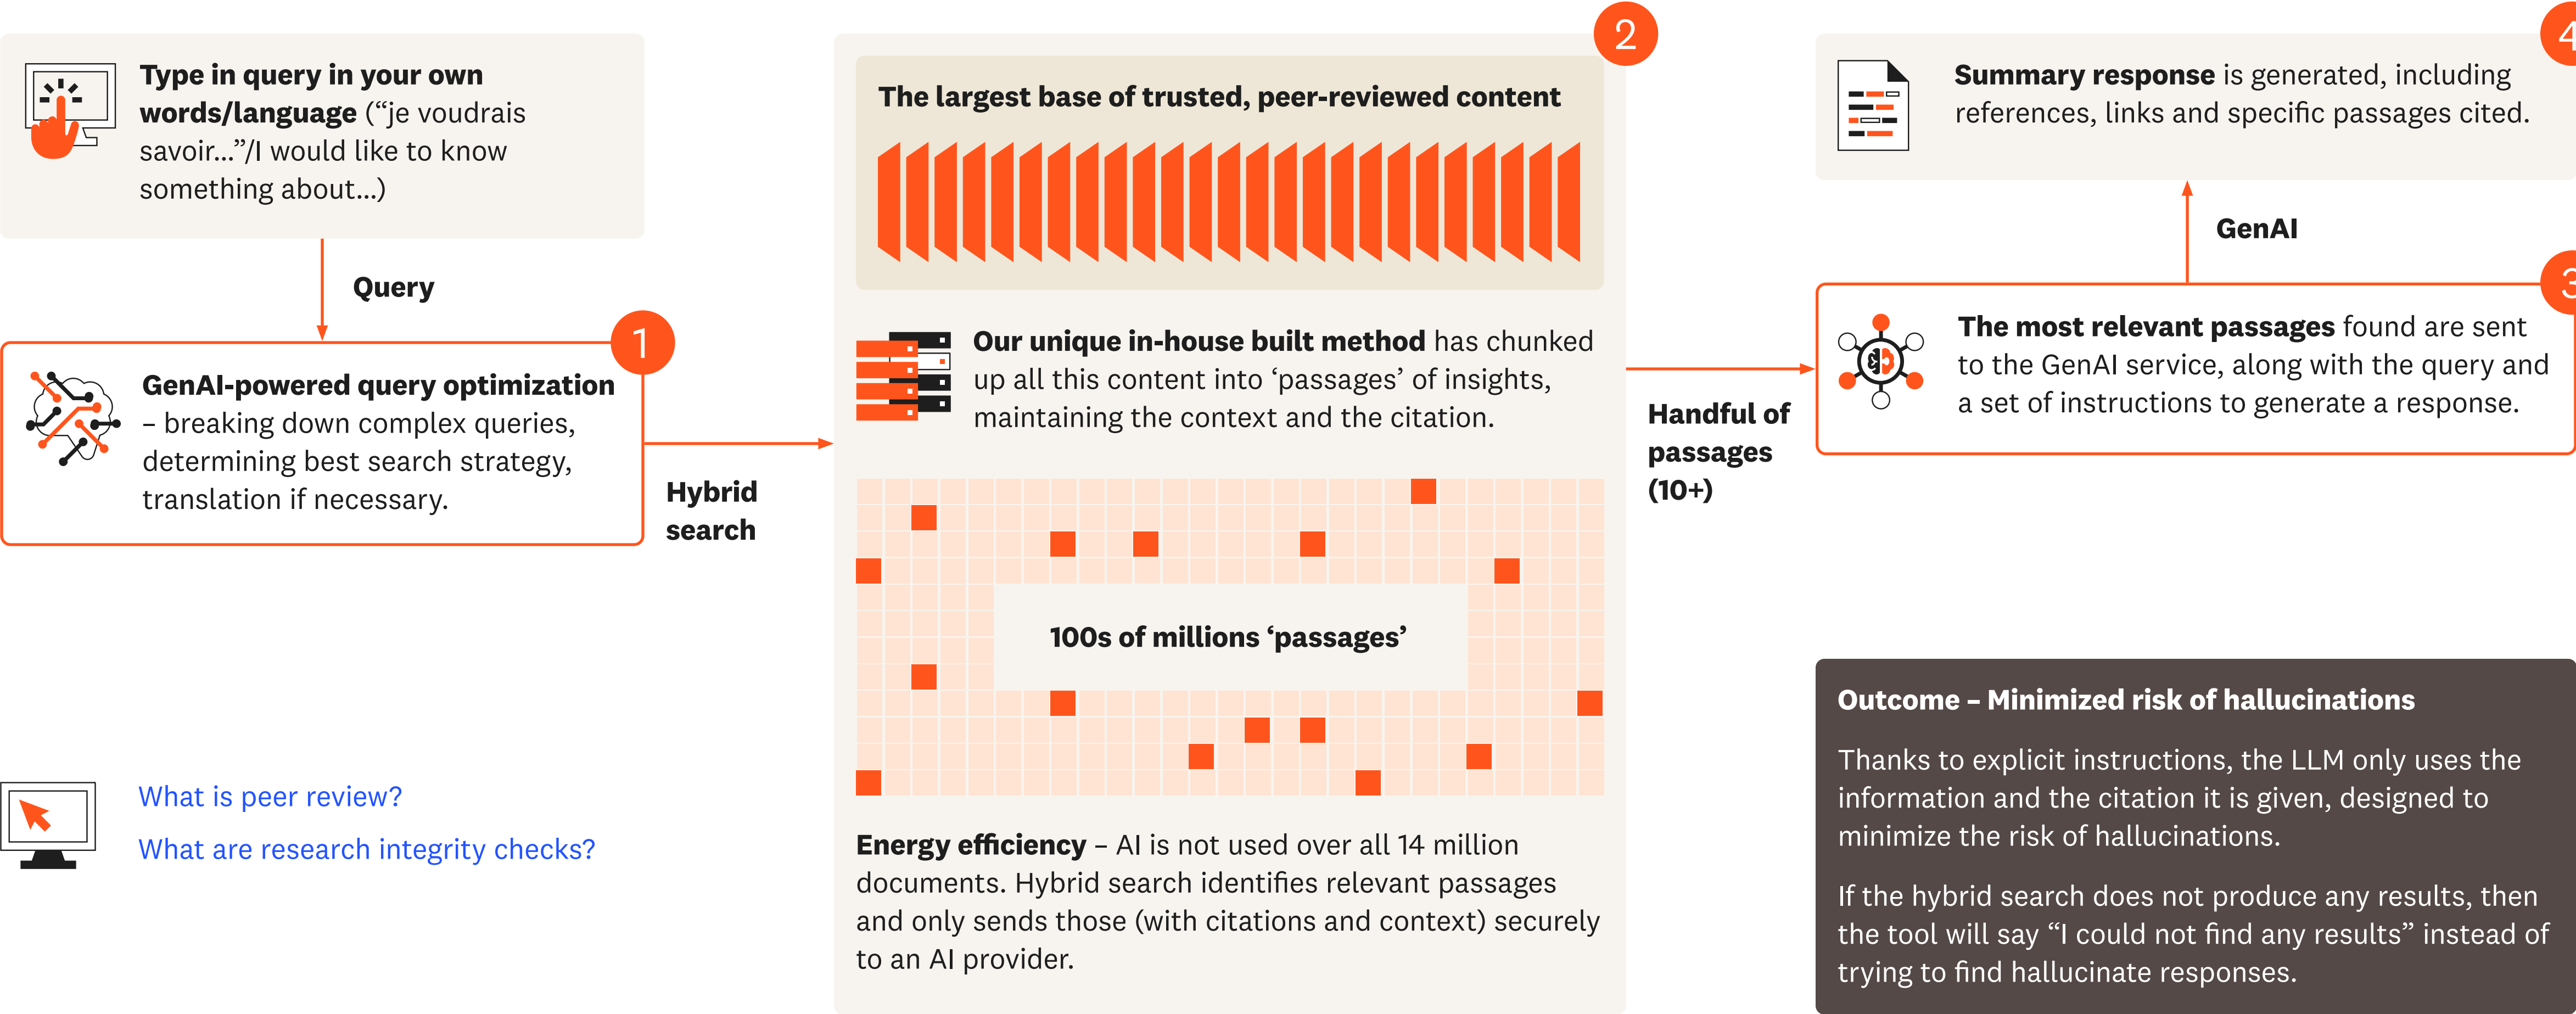 Type in query in your own
words/language (“je voudrais
savoir...”/I would like to know
something about...)
Query
1
GenAI-powered query optimization
– breaking down complex queries,
determining best search strategy,
translation if necessary.
Hybrid
search
What is peer review?
What are research integrity checks?
2
The largest base of trusted, peer-reviewed content
Our unique in-house built method has chunked
up all this content into ‘passages’ of insights,
maintaining the context and the citation.
100s of millions ‘passages’
Energy efficiency – AI is not used over all 14 million
documents. Hybrid search identifies relevant passages
and only sends those (with citations and context) securely
to an AI provider.
Handful of
passages
(10+)
3
The most relevant passages found are sent
to the GenAI service, along with the query and
a set of instructions to generate a response.
GenAI
4
Summary response is generated, including
references, links and specific passages cited.
Outcome – Minimized risk of hallucinations
Thanks to explicit instructions, the LLM only uses the
information and the citation it is given, designed to
minimize the risk of hallucinations.
If the hybrid search does not produce any results, then
the tool will say “I could not find any results” instead of
trying to find hallucinate responses.